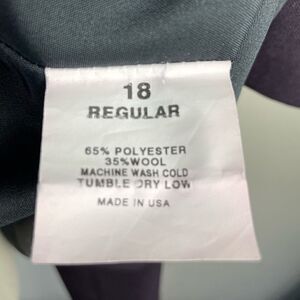 18
REGULAR
65% POLYESTER
35% WOOL
MACHINE WASH COLD
TUMBLE DRY LOW
MADE IN USA